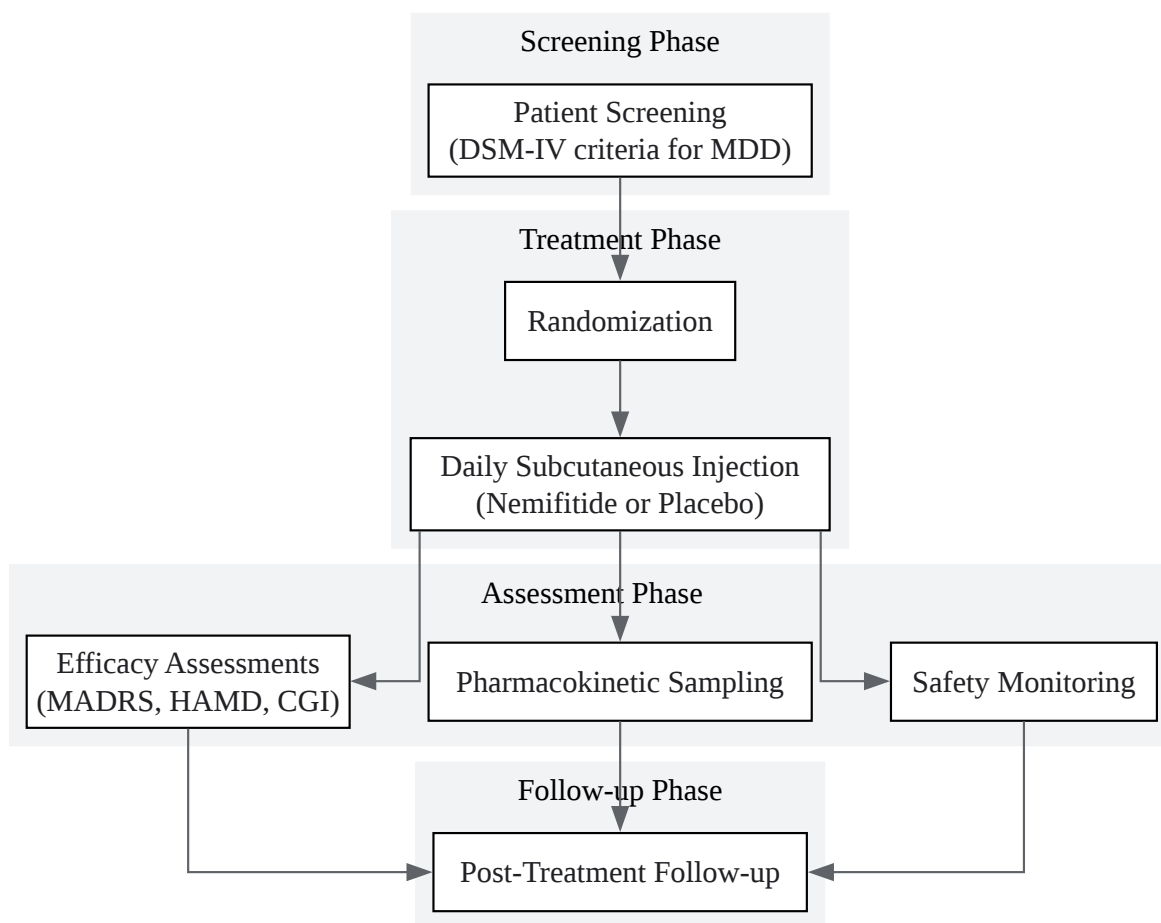 Screening Phase
Patient Screening
(DSM-IV criteria for MDD)
Treatment Phase
Randomization
Daily Subcutaneous Injection
(Nemifitide or Placebo)
Assessment Phase
Efficacy Assessments
(MADRS, HAMD, CGI)
Pharmacokinetic Sampling
Safety Monitoring
Follow-up Phase
Post-Treatment Follow-up